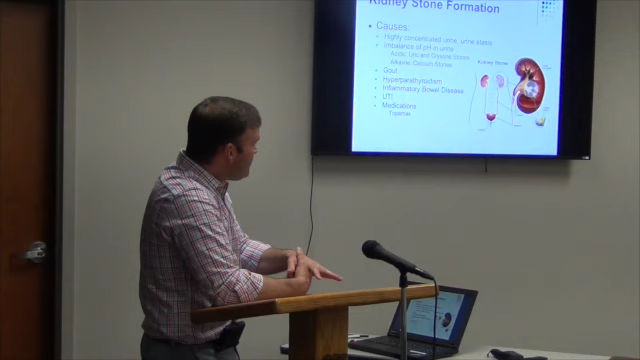 Kidney Stone Formation
Causes:
Highly concentrated urine, urine stasis
Imbalance of pH in urine
Acidic: Uric and Cystine Stones
Alkaline: Calcium Stones
Gout
Hyperparathyroidism
Inflammatory Bowel Disease
UTI
Medications
Topamax
Kidney Stones